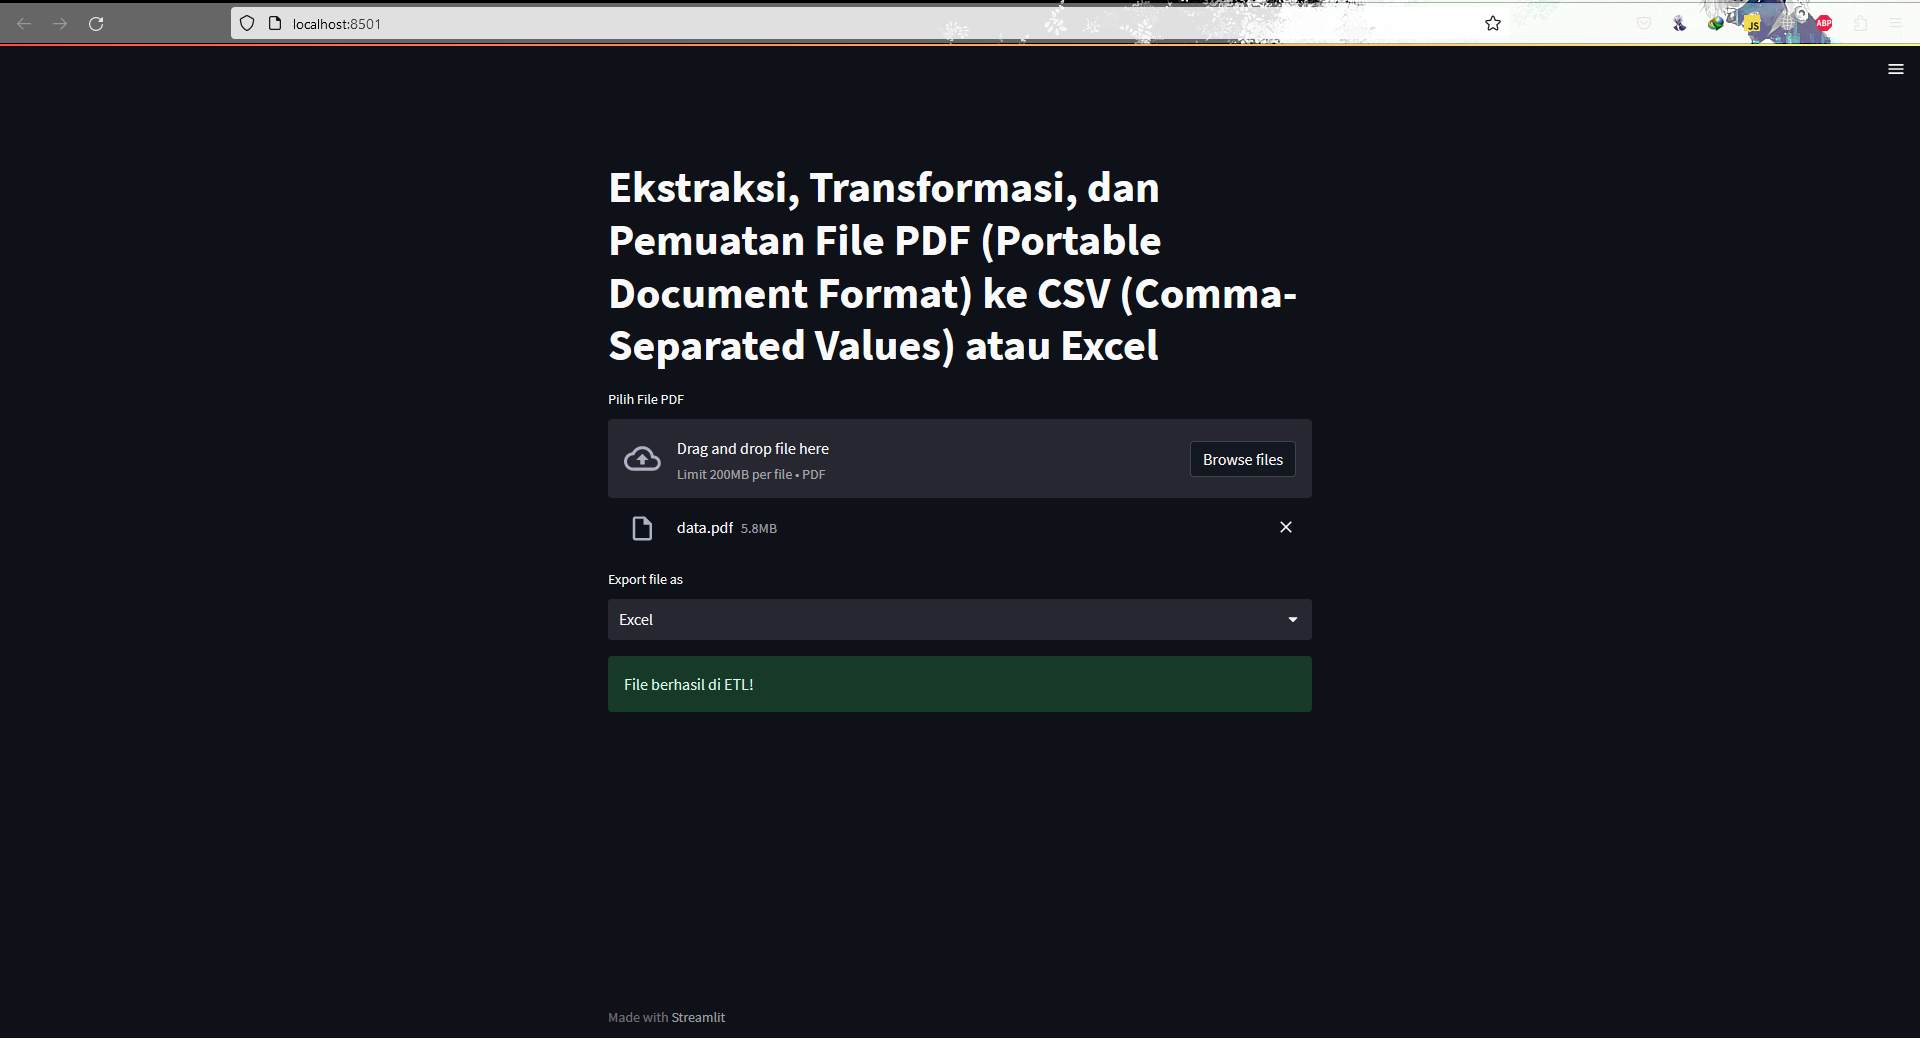 localhost:8501
JS
ABP
Ekstraksi, Transformasi, dan
Pemuatan File PDF (Portable
Document Format) ke CSV (Comma-
Separated Values) atau Excel
Pilih File PDF
Drag and drop file here
Limit 200MB per file • PDF
Browse files
data.pdf 5.8MB
Export file as
Excel
File berhasil di ETL!
Made with Streamlit